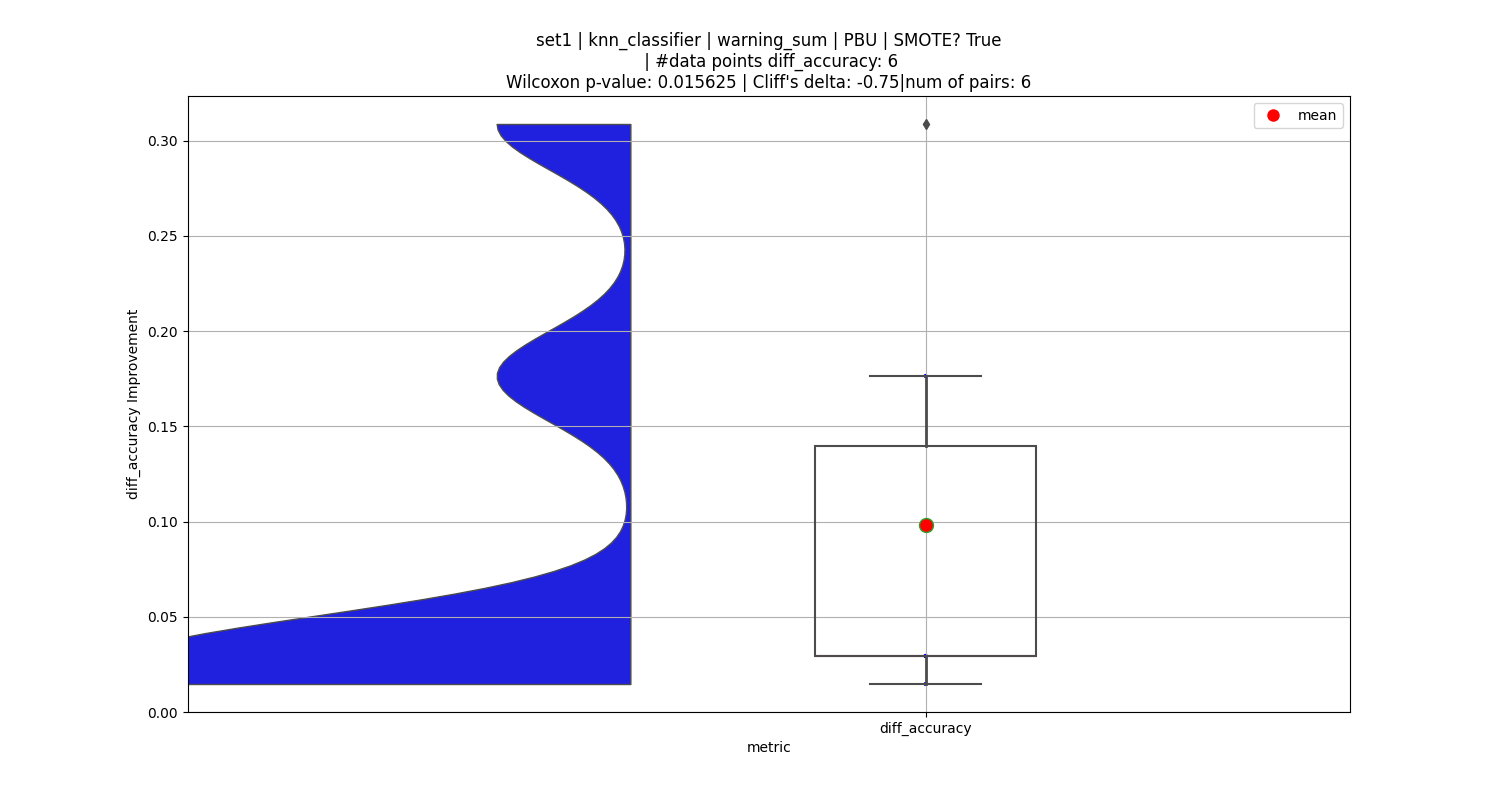 set1 | knn_classifier | warning_sum | PBU | SMOTE? True
| #data points diff_accuracy: 6
Wilcoxon p-value: 0.015625 | Cliff's delta: -0.75|num of pairs: 6
mean
0.30
0.25
0.20
0.15
0.10
0.05
0.00
diff_accuracy Improvement
diff_accuracy
metric